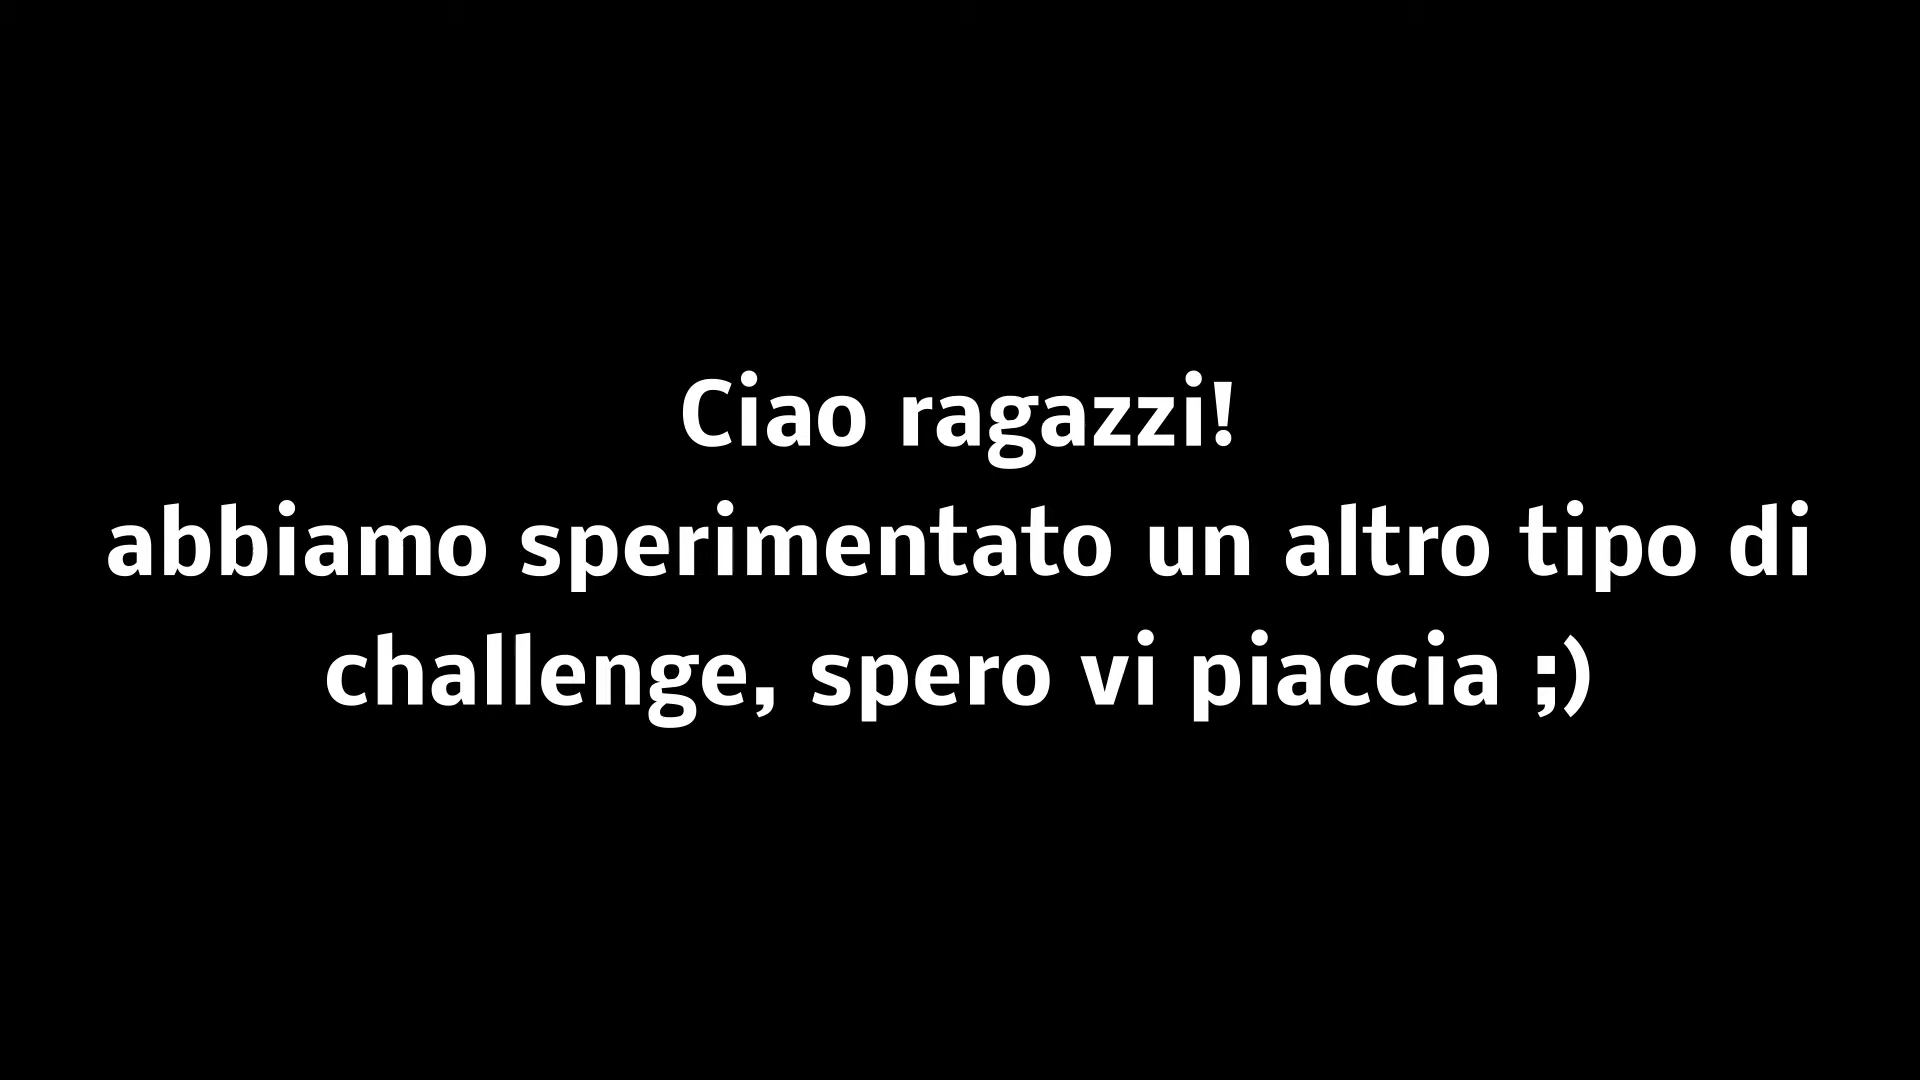 Ciao ragazzi!
abbiamo sperimentato un altro tipo di
challenge, spero vi piaccia ;)